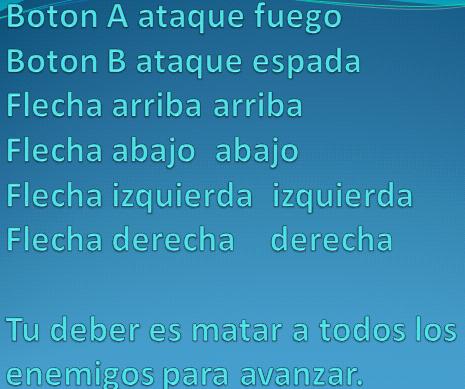 Boton A ataque fuego
Boton B ataque espada
Flecha arriba arriba
Flecha abajo  abajo
Flecha izquierda  izquierda
Flecha derecha    derecha
Tu deber es matar a todos los
enemigos para avanzar.